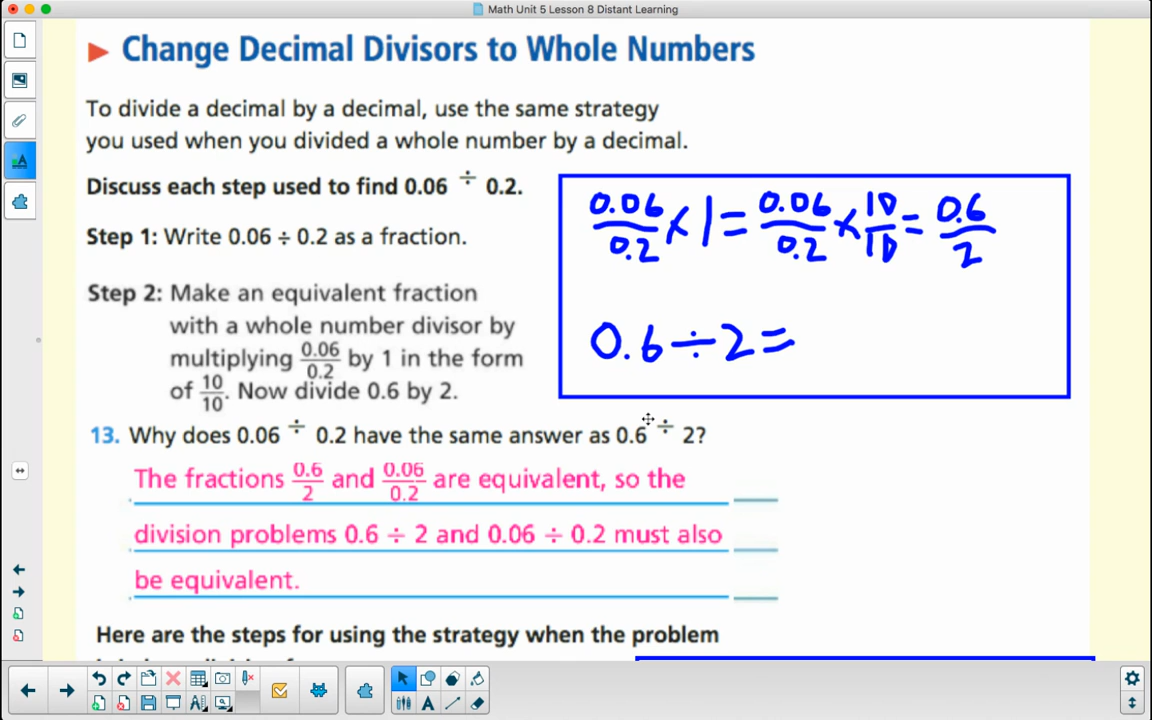 Math Unit 5 Lesson 8 Distant Learning
Change Decimal Divisors to Whole Numbers
To divide a decimal by a decimal, use the same strategy
you used when you divided a whole number by a decimal.
Discuss each step used to find 0.06 ÷ 0.2.
Step 1: Write 0.06 ÷ 0.2 as a fraction.
Step 2: Make an equivalent fraction
with a whole number divisor by
multiplying 0.06/0.2 by 1 in the form
of 10/10. Now divide 0.6 by 2.
0.06/0.2 × 1 = 0.06/0.2 × 10/10 = 0.6/2
0.6 ÷ 2 =
13. Why does 0.06 ÷ 0.2 have the same answer as 0.6 ÷ 2?
The fractions 0.6/2 and 0.06/0.2 are equivalent, so the
division problems 0.6 ÷ 2 and 0.06 ÷ 0.2 must also
be equivalent.
Here are the steps for using the strategy when the problem